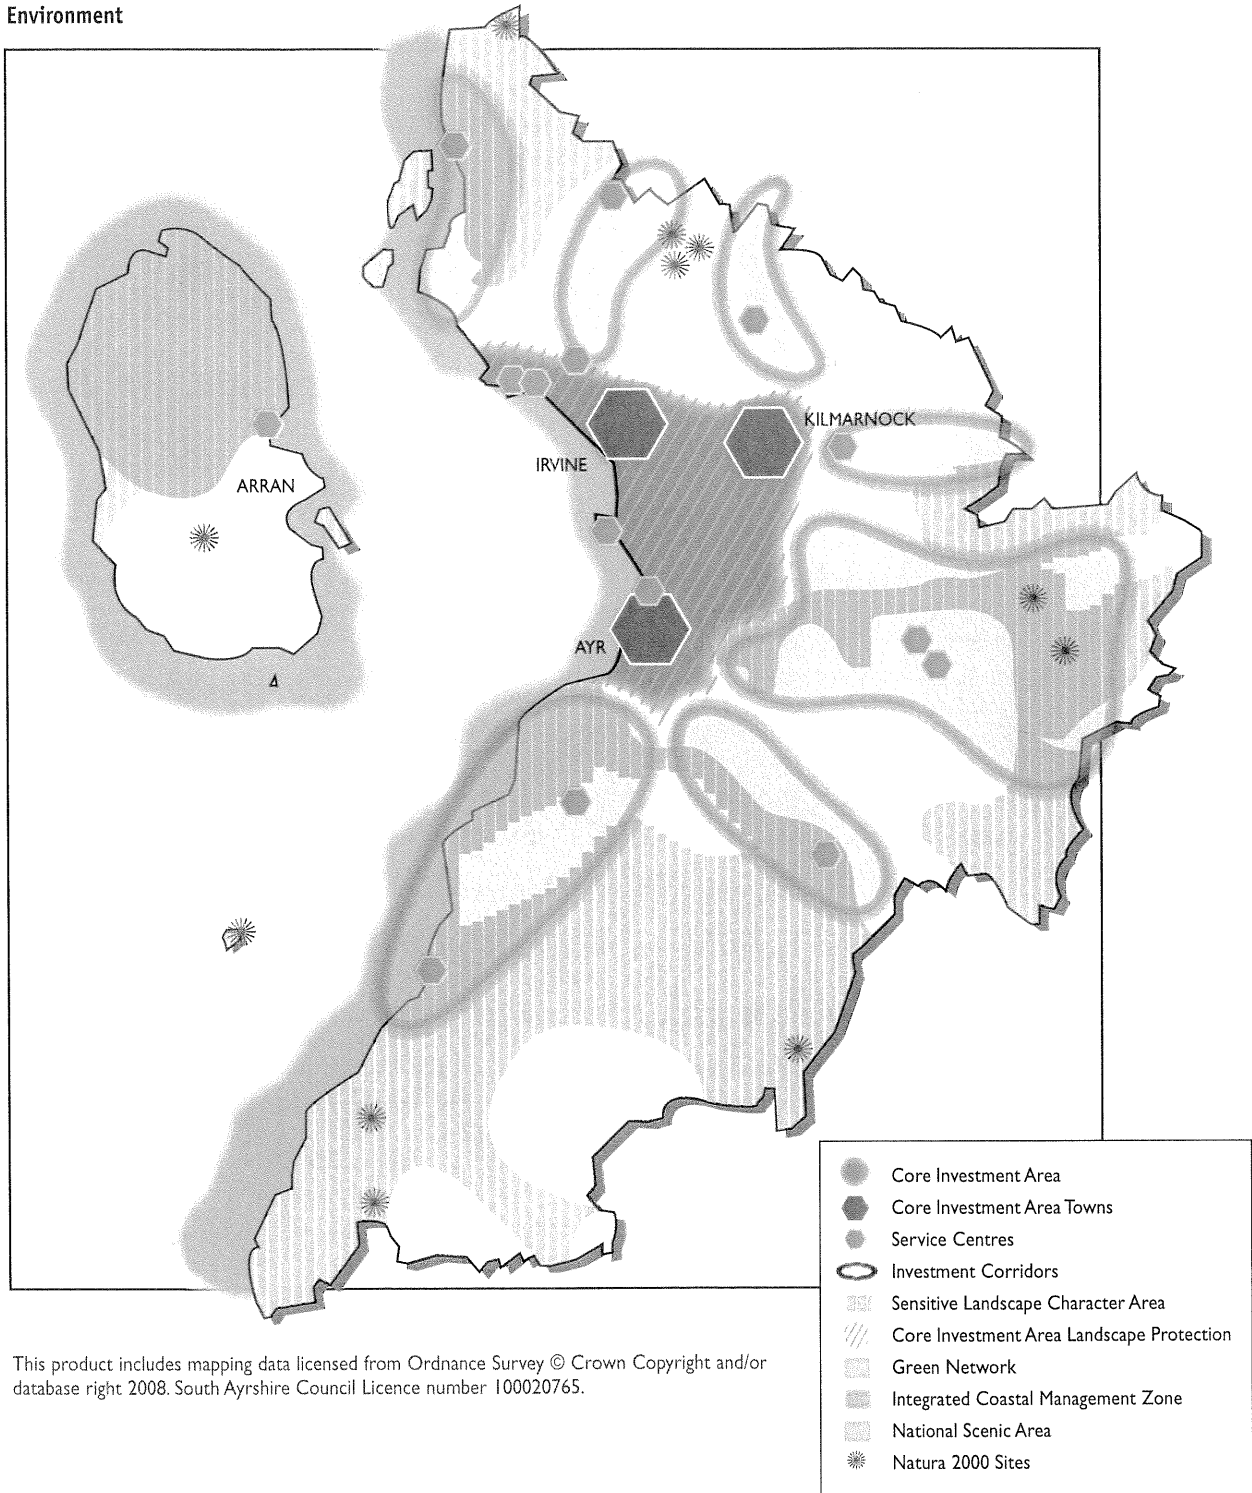 Environment
KILMARNOCK
IRVINE
ARRAN
AYR
Core Investment Area
Core Investment Area Towns
Service Centres
Investment Corridors
Sensitive Landscape Character Area
Core Investment Area Landscape Protection
Green Network
Integrated Coastal Management Zone
National Scenic Area
Natura 2000 Sites
This product includes mapping data licensed from Ordnance Survey © Crown Copyright and/or
database right 2008. South Ayrshire Council Licence number 100020765.